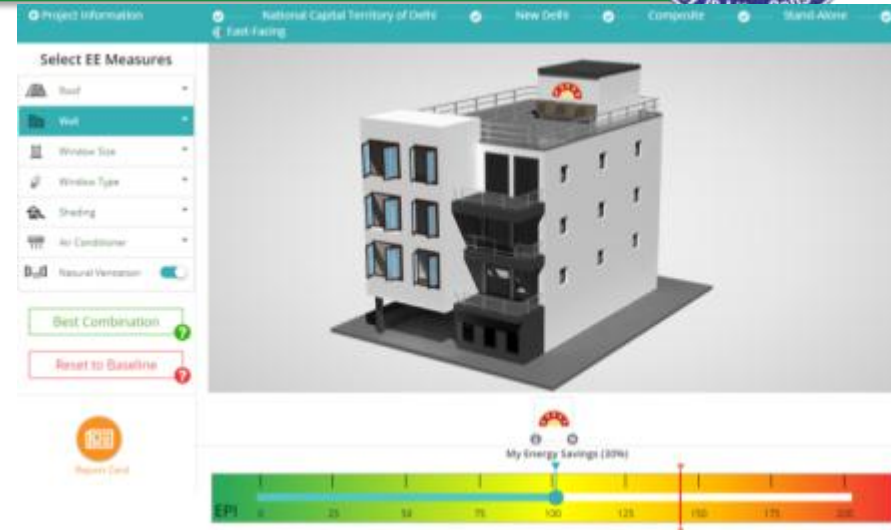 Project Information
National Capital Territory of Delhi
New Delhi
Composite
Stand-Alone
East-Facing
Select EE Measures
Roof
Wall
Window Size
Window Type
Shading
Air Conditioner
Natural Ventilation
Best Combination
?
Reset to Baseline
?
Report Card
My Energy Savings (30%)
EPI 0 25 50 75 100 125 150 175 200